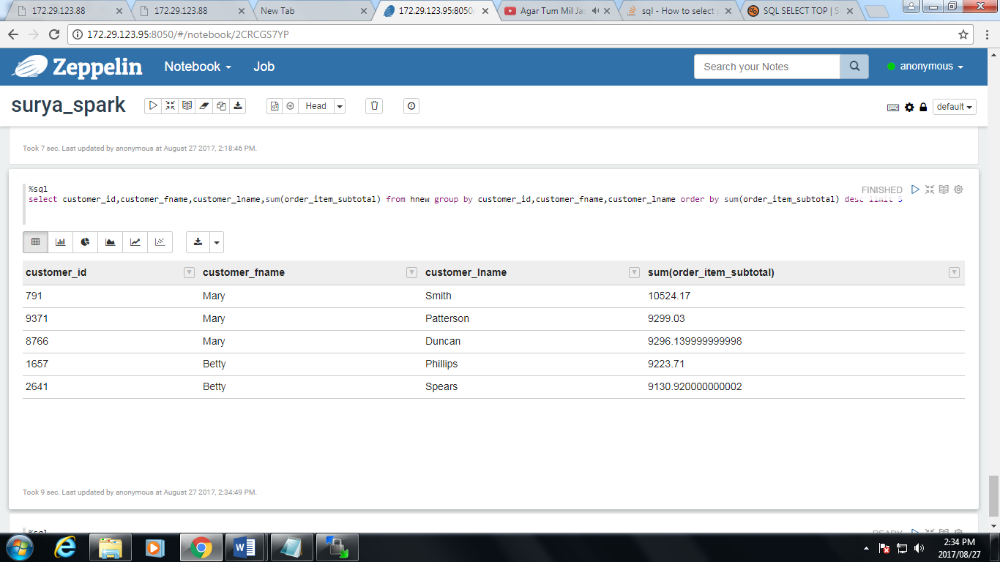 172.29.123.88 172.29.123.88 New Tab 172.29.123.95:8050/ Agar Tum Mil Ja sql - How to select SQL SELECT TOP | S
172.29.123.95:8050/#/notebook/2CRCGS7YP
Zeppelin Notebook Job Search your Notes anonymous
surya_spark Head default
Took 7 sec. Last updated by anonymous at August 27 2017, 2:18:46 PM.
%sql
FINISHED
select customer_id,customer_fname,customer_lname,sum(order_item_subtotal) from hnew group by customer_id,customer_fname,customer_lname order by sum(order_item_subtotal) desc limit 5
customer_id customer_fname customer_lname sum(order_item_subtotal)
791 Mary Smith 10524.17
9371 Mary Patterson 9299.03
8766 Mary Duncan 9296.139999999998
1657 Betty Phillips 9223.71
2641 Betty Spears 9130.920000000002
Took 9 sec. Last updated by anonymous at August 27 2017, 2:34:49 PM.
%sql READY
2:34 PM
2017/08/27